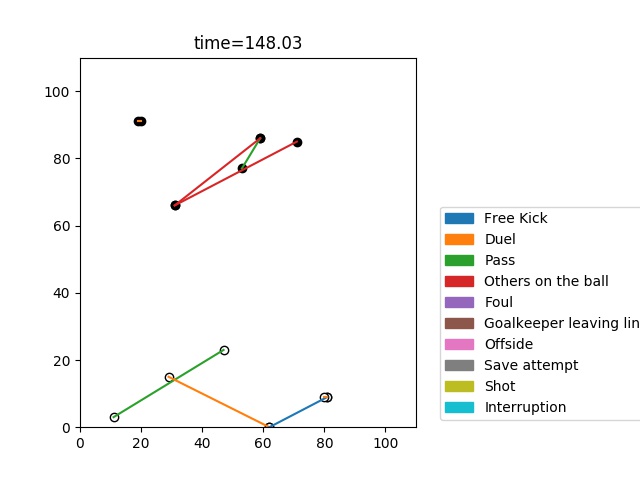 time=148.03
100
80
60
40
20
0
0 20 40 60 80 100
Free Kick
Duel
Pass
Others on the ball
Foul
Goalkeeper leaving lin
Offside
Save attempt
Shot
Interruption